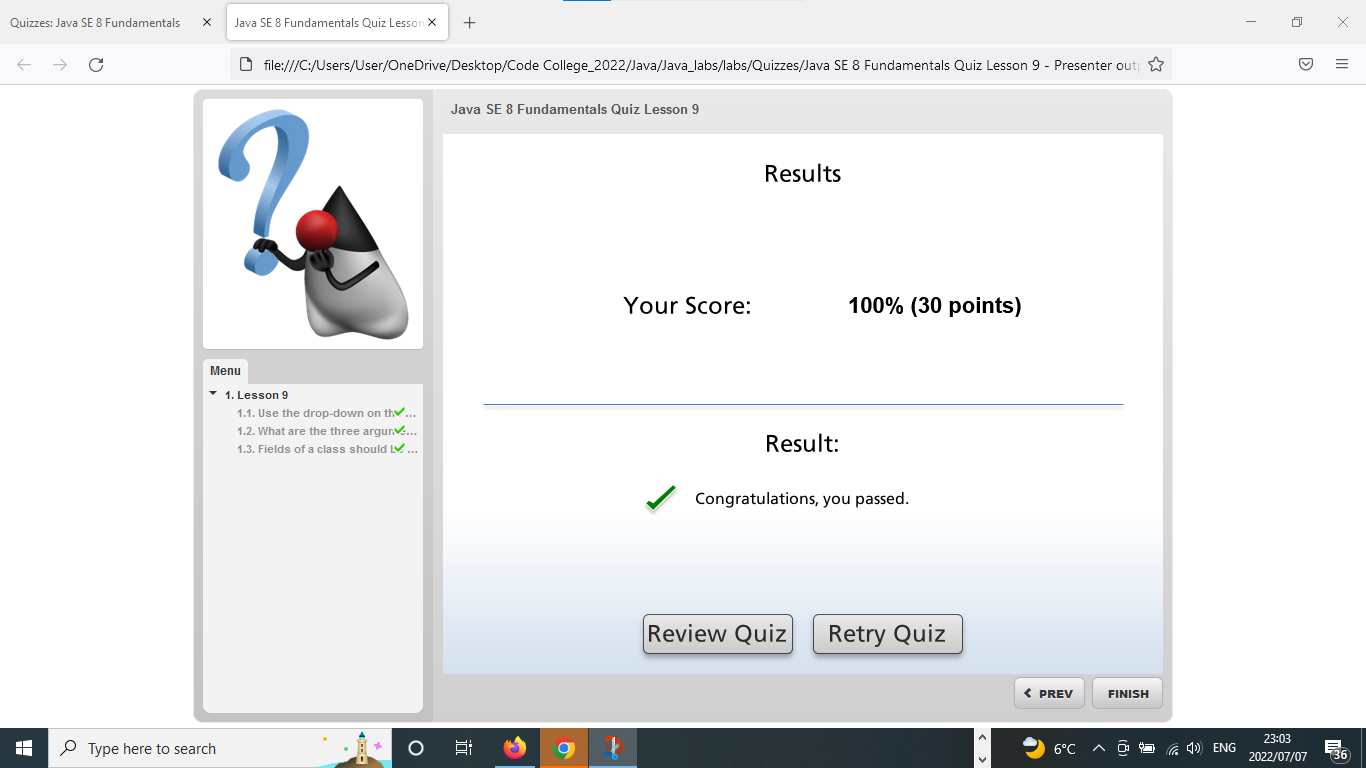 Quizzes: Java SE 8 Fundamentals
Java SE 8 Fundamentals Quiz Lesson
file:///C:/Users/User/OneDrive/Desktop/Code College_2022/Java/Java_labs/labs/Quizzes/Java SE 8 Fundamentals Quiz Lesson 9 - Presenter outp
Java SE 8 Fundamentals Quiz Lesson 9
Menu
1. Lesson 9
1.1. Use the drop-down on th ...
1.2. What are the three argum ...
1.3. Fields of a class should be ...
Results
Your Score: 100% (30 points)
Result:
Congratulations, you passed.
Review Quiz Retry Quiz
PREV FINISH
Type here to search
6°C
ENG
23:03
2022/07/07
36